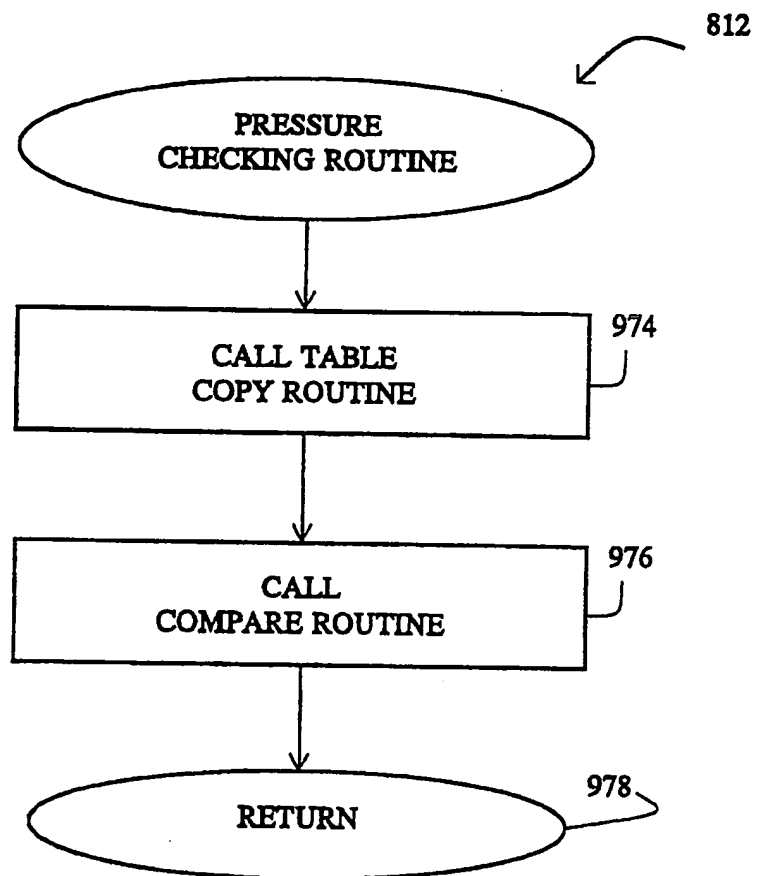 812
PRESSURE
CHECKING ROUTINE
974
CALL TABLE
COPY ROUTINE
976
CALL
COMPARE ROUTINE
978
RETURN